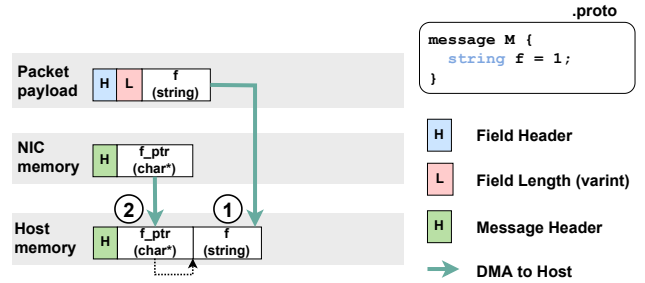 .proto
message M {
  string f = 1;
}
Packet
payload
H
L
f
(string)
NIC
memory
H
f_ptr
(char*)
2
1
Host
memory
H
f_ptr
(char*)
f
(string)
H
Field Header
L
Field Length (varint)
H
Message Header
DMA to Host